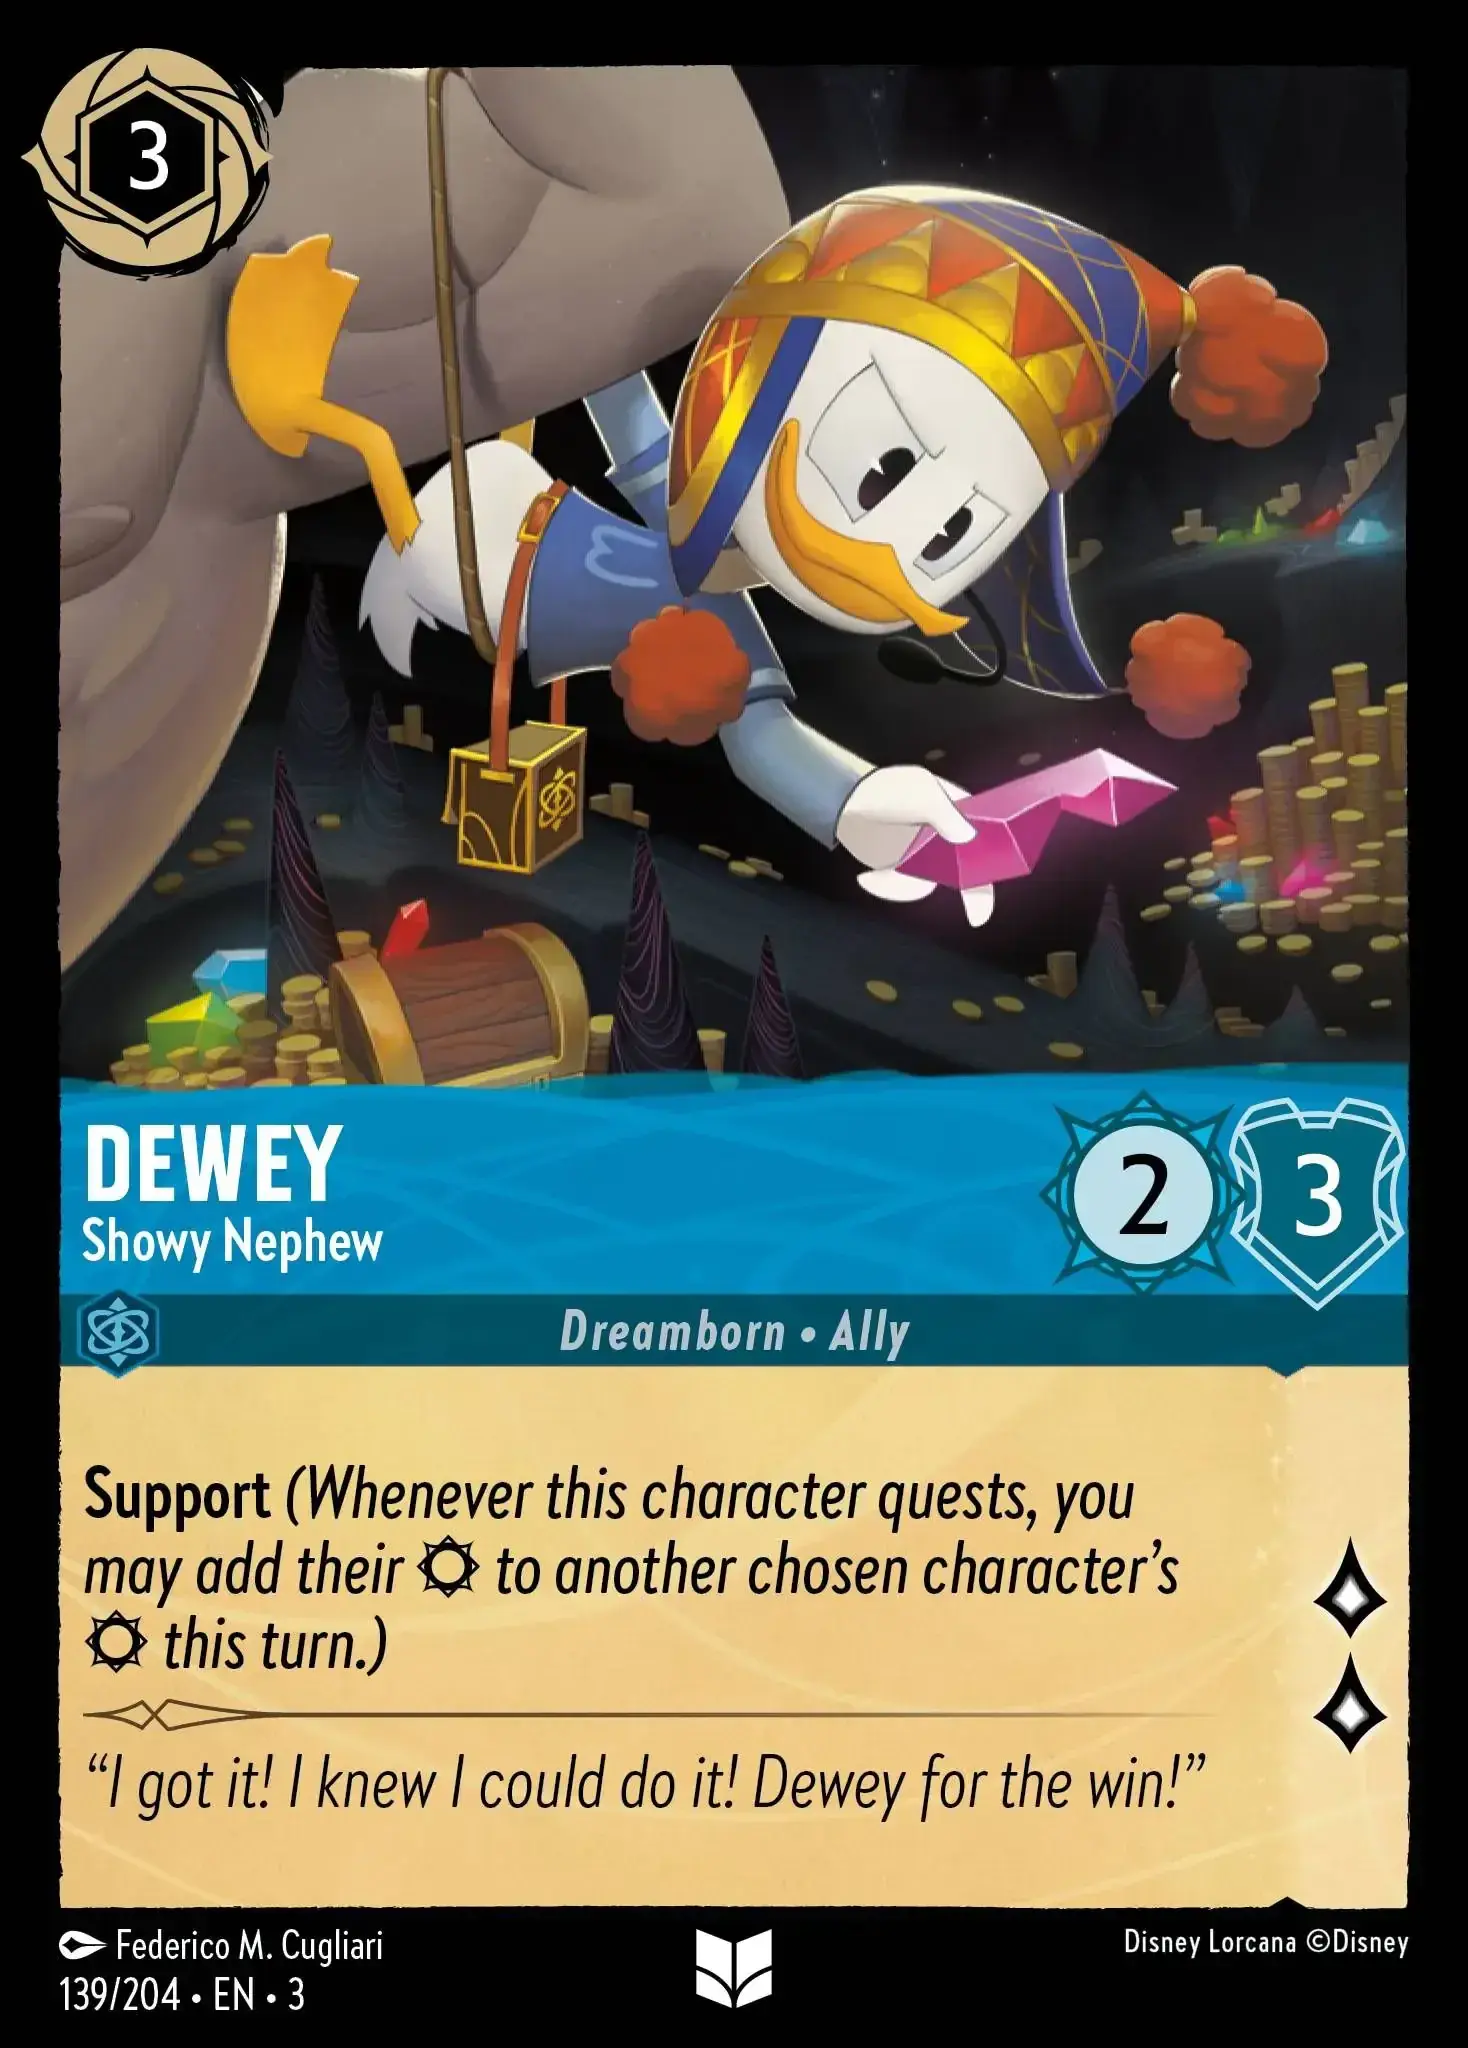 3
DEWEY
Showy Nephew
2
3
Dreamborn • Ally
Support (Whenever this character quests, you
may add their to another chosen character’s
this turn.)
“I got it! I knew I could do it! Dewey for the win!”
Federico M. Cugliari
139/204 • EN • 3
Disney Lorcana ©Disney